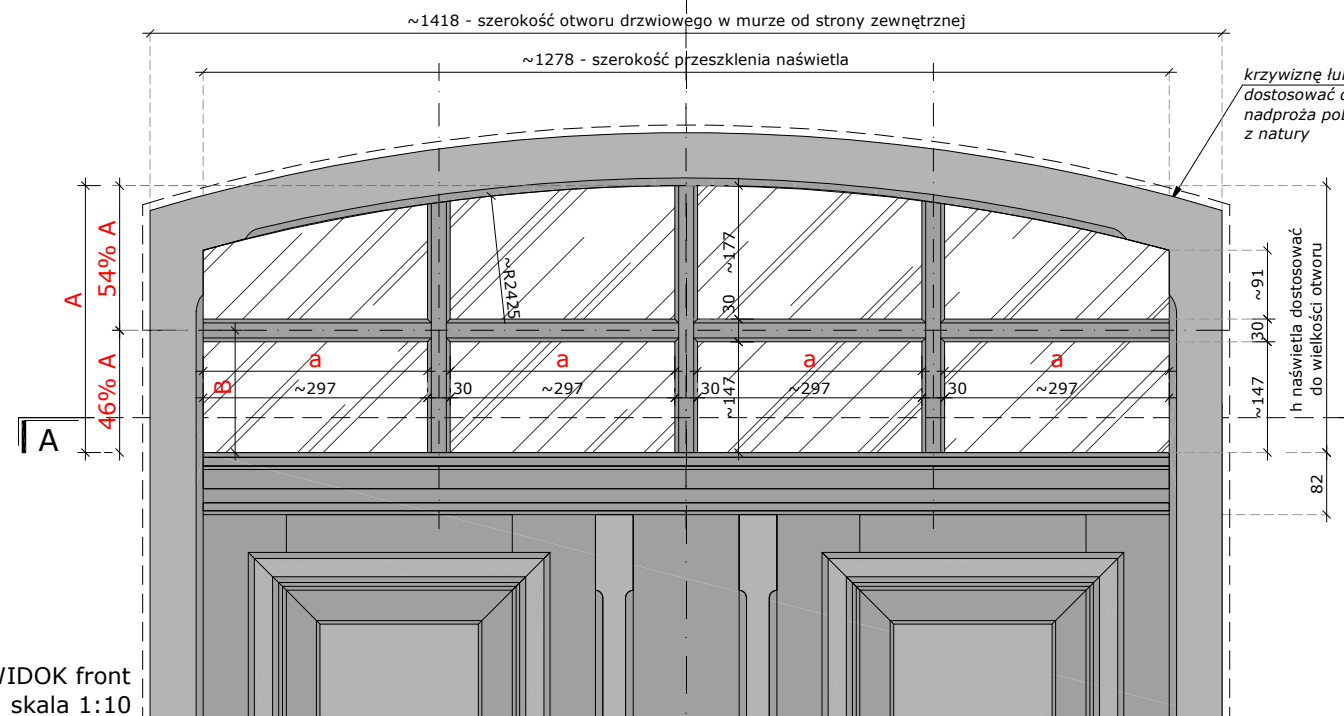 ~1418 - szerokość otworu drzwiowego w murze od strony zewnętrznej
~1278 - szerokość przeszklenia naświetla
krzywiznę
dostosować
nadproża
z natury
A
54% A
46% A
B
~R2425
~177
30
~147
~91
30
~147
h naświetla dostosować
do wielkości otworu
82
a
a
a
a
~297
30
~297
30
~297
30
~297
A
WIDOK front
skala 1:10